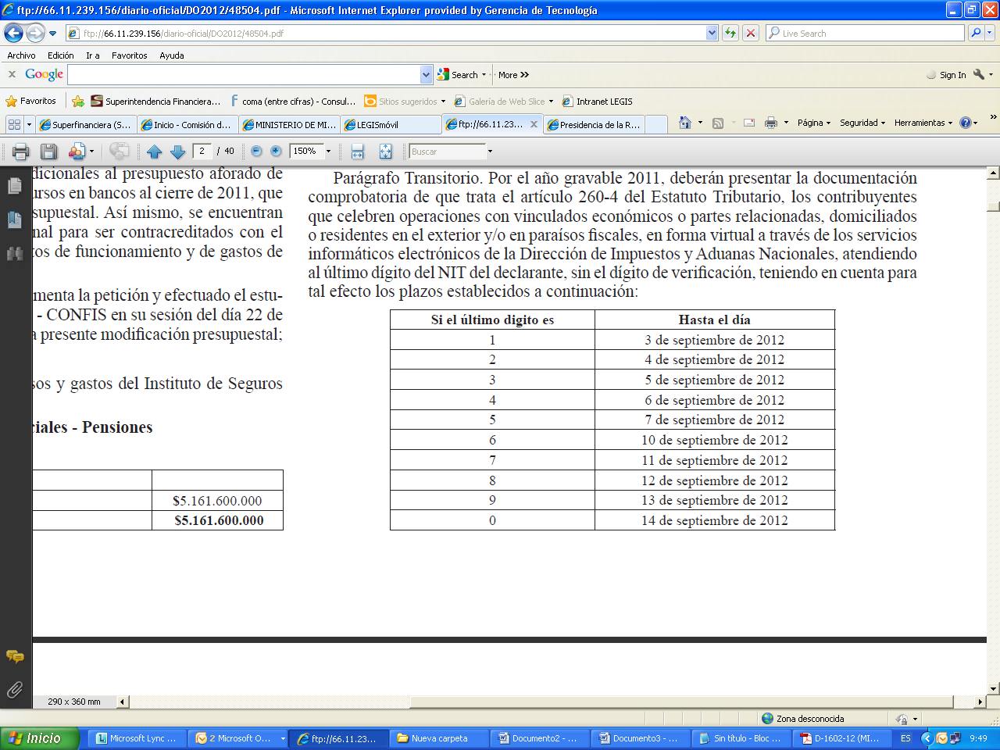 ftp://66.11.239.156/diario-oficial/DO2012/48504.pdf - Microsoft Internet Explorer provided by Gerencia de Tecnología
ftp://66.11.239.156/diario-oficial/DO2012/48504.pdf
Live Search
Archivo Edición Ir a Favoritos Ayuda
x Google Search More >> Sign In
Favoritos Superintendencia Financiera... coma (entre cifras) - Consul... Sitios sugeridos Galería de Web Slice Intranet LEGIS
Superfinanciera (S... Inicio - Comisión d... MINISTERIO DE MI... LEGISmóvil ftp://66.11.23... X Presidencia de la R... Página Seguridad Herramientas
2 / 40 150% Buscar
dicionales al presupuesto aforado de
ursos en bancos al cierre de 2011, que
supuestal. Así mismo, se encuentran
nal para ser contracreditados con el
tos de funcionamiento y de gastos de
menta la petición y efectuado el estu-
- CONFIS en su sesión del día 22 de
a presente modificación presupuestal;
sos y gastos del Instituto de Seguros
ciales - Pensiones
$5.161.600.000
$5.161.600.000
Parágrafo Transitorio. Por el año gravable 2011, deberán presentar la documentación
comprobatoria de que trata el artículo 260-4 del Estatuto Tributario, los contribuyentes
que celebren operaciones con vinculados económicos o partes relacionadas, domiciliados
o residentes en el exterior y/o en paraísos fiscales, en forma virtual a través de los servicios
informáticos electrónicos de la Dirección de Impuestos y Aduanas Nacionales, atendiendo
al último dígito del NIT del declarante, sin el dígito de verificación, teniendo en cuenta para
tal efecto los plazos establecidos a continuación:
Si el último digito es Hasta el día
1 3 de septiembre de 2012
2 4 de septiembre de 2012
3 5 de septiembre de 2012
4 6 de septiembre de 2012
5 7 de septiembre de 2012
6 10 de septiembre de 2012
7 11 de septiembre de 2012
8 12 de septiembre de 2012
9 13 de septiembre de 2012
0 14 de septiembre de 2012
290 x 360 mm
Zona desconocida
Inicio Microsoft Lync ... 2 Microsoft O... ftp://66.11.23... Nueva carpeta Documento2 - ... Documento3 - ... Sin título - Bloc ... D-1602-12 (MI... ES 9:49